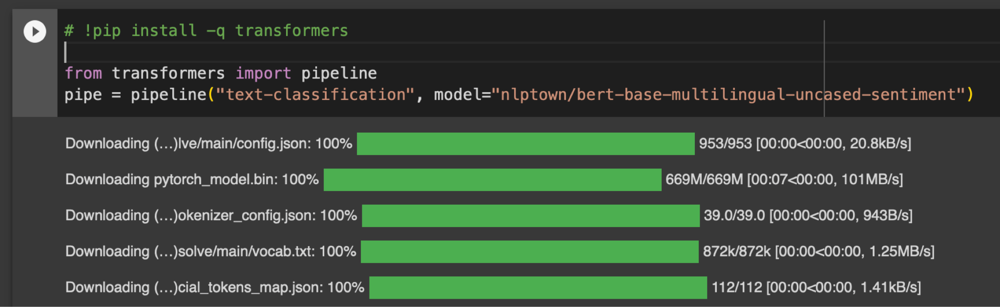 # !pip install -q transformers
from transformers import pipeline
pipe = pipeline("text-classification", model="nlptown/bert-base-multilingual-uncased-sentiment")
Downloading (…)lve/main/config.json: 100% 953/953 [00:00<00:00, 20.8kB/s]
Downloading pytorch_model.bin: 100% 669M/669M [00:07<00:00, 101MB/s]
Downloading (…)okenizer_config.json: 100% 39.0/39.0 [00:00<00:00, 943B/s]
Downloading (…)solve/main/vocab.txt: 100% 872k/872k [00:00<00:00, 1.25MB/s]
Downloading (…)cial_tokens_map.json: 100% 112/112 [00:00<00:00, 1.41kB/s]